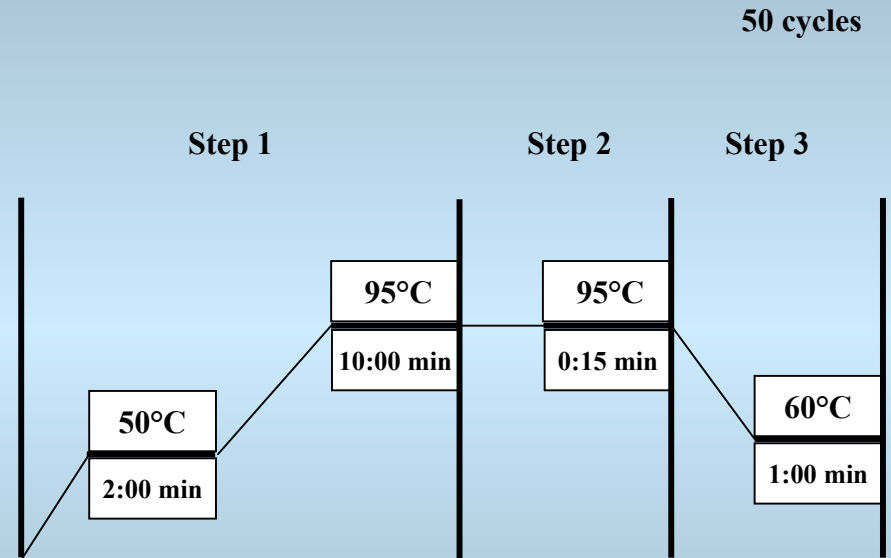 50 cycles
Step 1
Step 2
Step 3
95°C
95°C
10:00 min
0:15 min
50°C
60°C
2:00 min
1:00 min